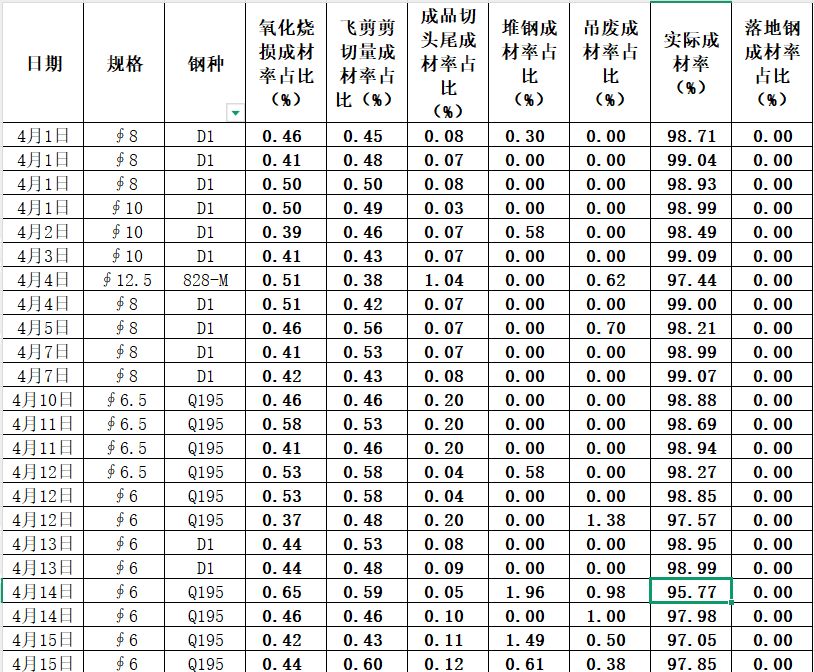 日期 规格 钢种 氧化烧损成材率占比（%） 飞剪剪切量成材率占比（%） 成品切头尾成材率占比（%） 堆钢成材率占比（%） 吊废成材率占比（%） 实际成材率（%） 落地钢成材率占比（%）
4月1日 ∮8 D1 0.46 0.45 0.08 0.30 0.00 98.71 0.00
4月1日 ∮8 D1 0.41 0.48 0.07 0.00 0.00 99.04 0.00
4月1日 ∮8 D1 0.50 0.50 0.08 0.00 0.00 98.93 0.00
4月1日 ∮10 D1 0.50 0.49 0.03 0.00 0.00 98.99 0.00
4月2日 ∮10 D1 0.39 0.46 0.07 0.58 0.00 98.49 0.00
4月3日 ∮10 D1 0.41 0.43 0.07 0.00 0.00 99.09 0.00
4月4日 ∮12.5 828-M 0.51 0.38 1.04 0.00 0.62 97.44 0.00
4月4日 ∮8 D1 0.51 0.42 0.07 0.00 0.00 99.00 0.00
4月5日 ∮8 D1 0.46 0.56 0.07 0.00 0.70 98.21 0.00
4月7日 ∮8 D1 0.41 0.53 0.07 0.00 0.00 98.99 0.00
4月7日 ∮8 D1 0.42 0.43 0.08 0.00 0.00 99.07 0.00
4月10日 ∮6.5 Q195 0.46 0.46 0.20 0.00 0.00 98.88 0.00
4月11日 ∮6.5 Q195 0.58 0.53 0.20 0.00 0.00 98.69 0.00
4月11日 ∮6.5 Q195 0.41 0.46 0.20 0.00 0.00 98.94 0.00
4月12日 ∮6.5 Q195 0.53 0.58 0.04 0.58 0.00 98.27 0.00
4月12日 ∮6 Q195 0.53 0.58 0.04 0.00 0.00 98.85 0.00
4月12日 ∮6 Q195 0.37 0.48 0.20 0.00 1.38 97.57 0.00
4月13日 ∮6 D1 0.44 0.53 0.08 0.00 0.00 98.95 0.00
4月13日 ∮6 D1 0.44 0.48 0.09 0.00 0.00 98.99 0.00
4月14日 ∮6 Q195 0.65 0.59 0.05 1.96 0.98 95.77 0.00
4月14日 ∮6 Q195 0.46 0.46 0.10 0.00 1.00 97.98 0.00
4月15日 ∮6 Q195 0.42 0.43 0.11 1.49 0.50 97.05 0.00
4月15日 ∮6 Q195 0.44 0.60 0.12 0.61 0.38 97.85 0.00